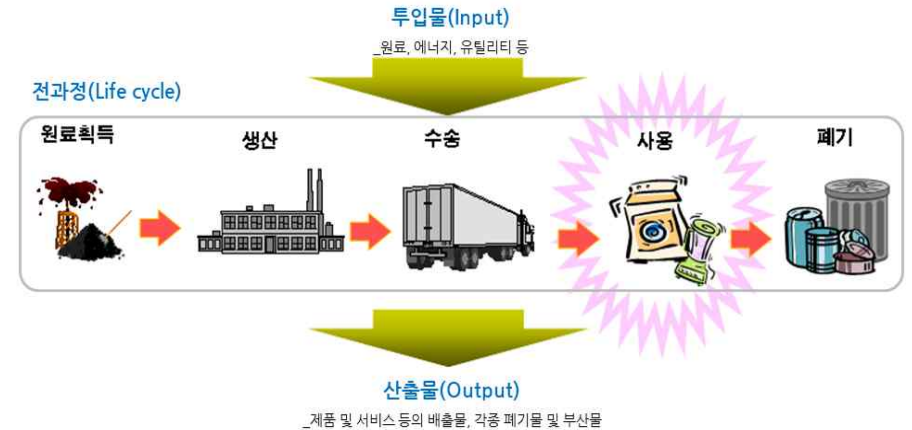 투입물(Input)
_원료, 에너지, 유틸리티 등
전과정(Life cycle)
원료획득
생산
수송
사용
폐기
산출물(Output)
_제품 및 서비스 등의 배출물, 각종 폐기물 및 부산물